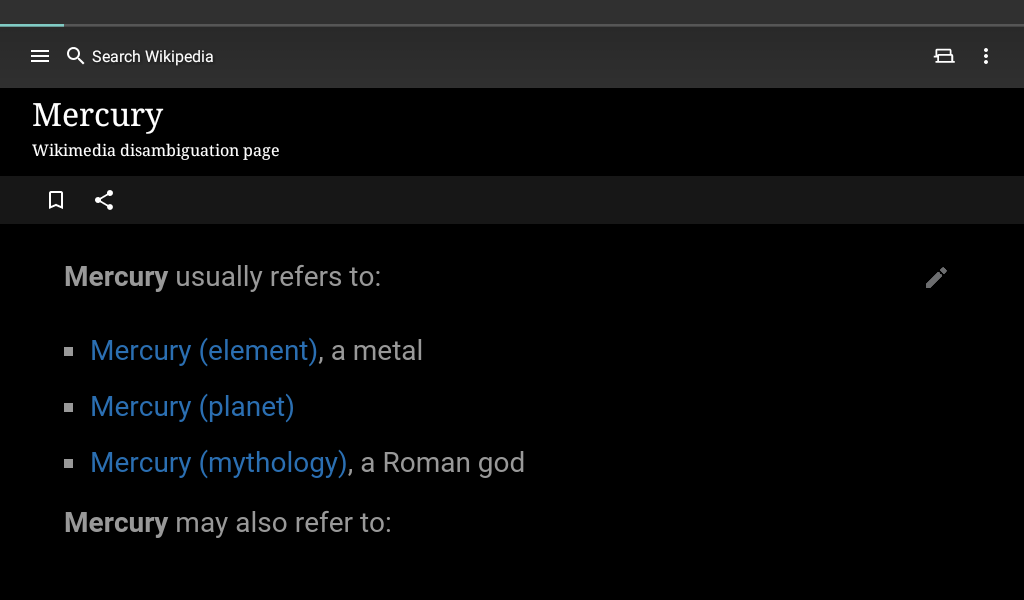 Search Wikipedia
Mercury
Wikimedia disambiguation page
Mercury usually refers to:
Mercury (element), a metal
Mercury (planet)
Mercury (mythology), a Roman god
Mercury may also refer to: